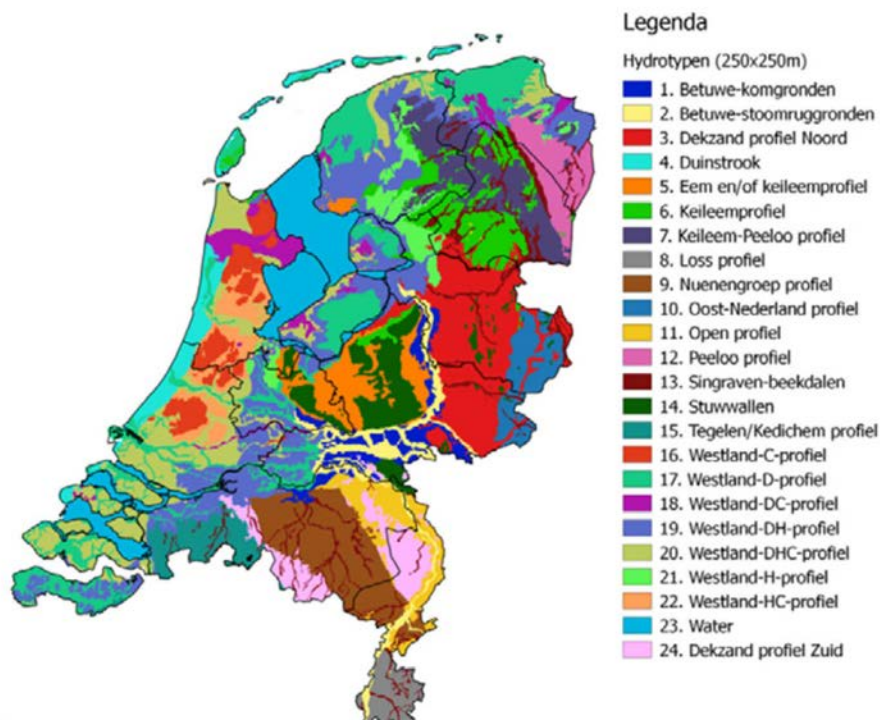 Legenda
Hydrotypen (250x250m)
1. Betuwe-komgronden
2. Betuwe-stoomruggronden
3. Dekzand profiel Noord
4. Duinstrook
5. Eem en/of keileemprofiel
6. Keileemprofiel
7. Keileem-Peeloo profiel
8. Loss profiel
9. Nuenengroep profiel
10. Oost-Nederland profiel
11. Open profiel
12. Peeloo profiel
13. Singraven-beekdalen
14. Stuwwallen
15. Tegelen/Kedichem profiel
16. Westland-C-profiel
17. Westland-D-profiel
18. Westland-DC-profiel
19. Westland-DH-profiel
20. Westland-DHC-profiel
21. Westland-H-profiel
22. Westland-HC-profiel
23. Water
24. Dekzand profiel Zuid